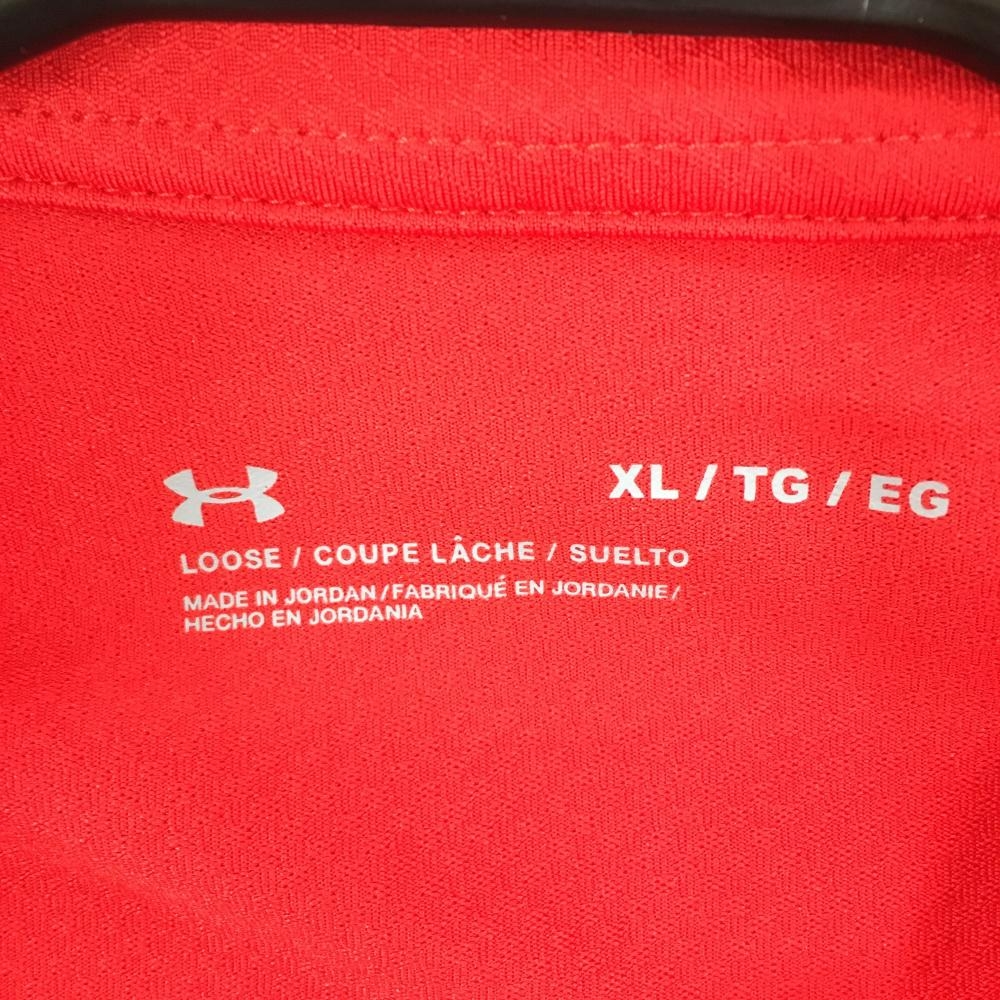 XL / TG / EG
LOOSE / COUPE LÂCHE / SUELTO
MADE IN JORDAN / FABRIQUÉ EN JORDANIE /
HECHO EN JORDANIA